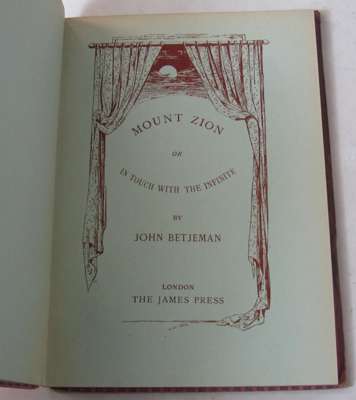 MOUNT ZION
OR
IN TOUCH WITH THE INFINITE
BY
JOHN BETJEMAN
LONDON
THE JAMES PRESS